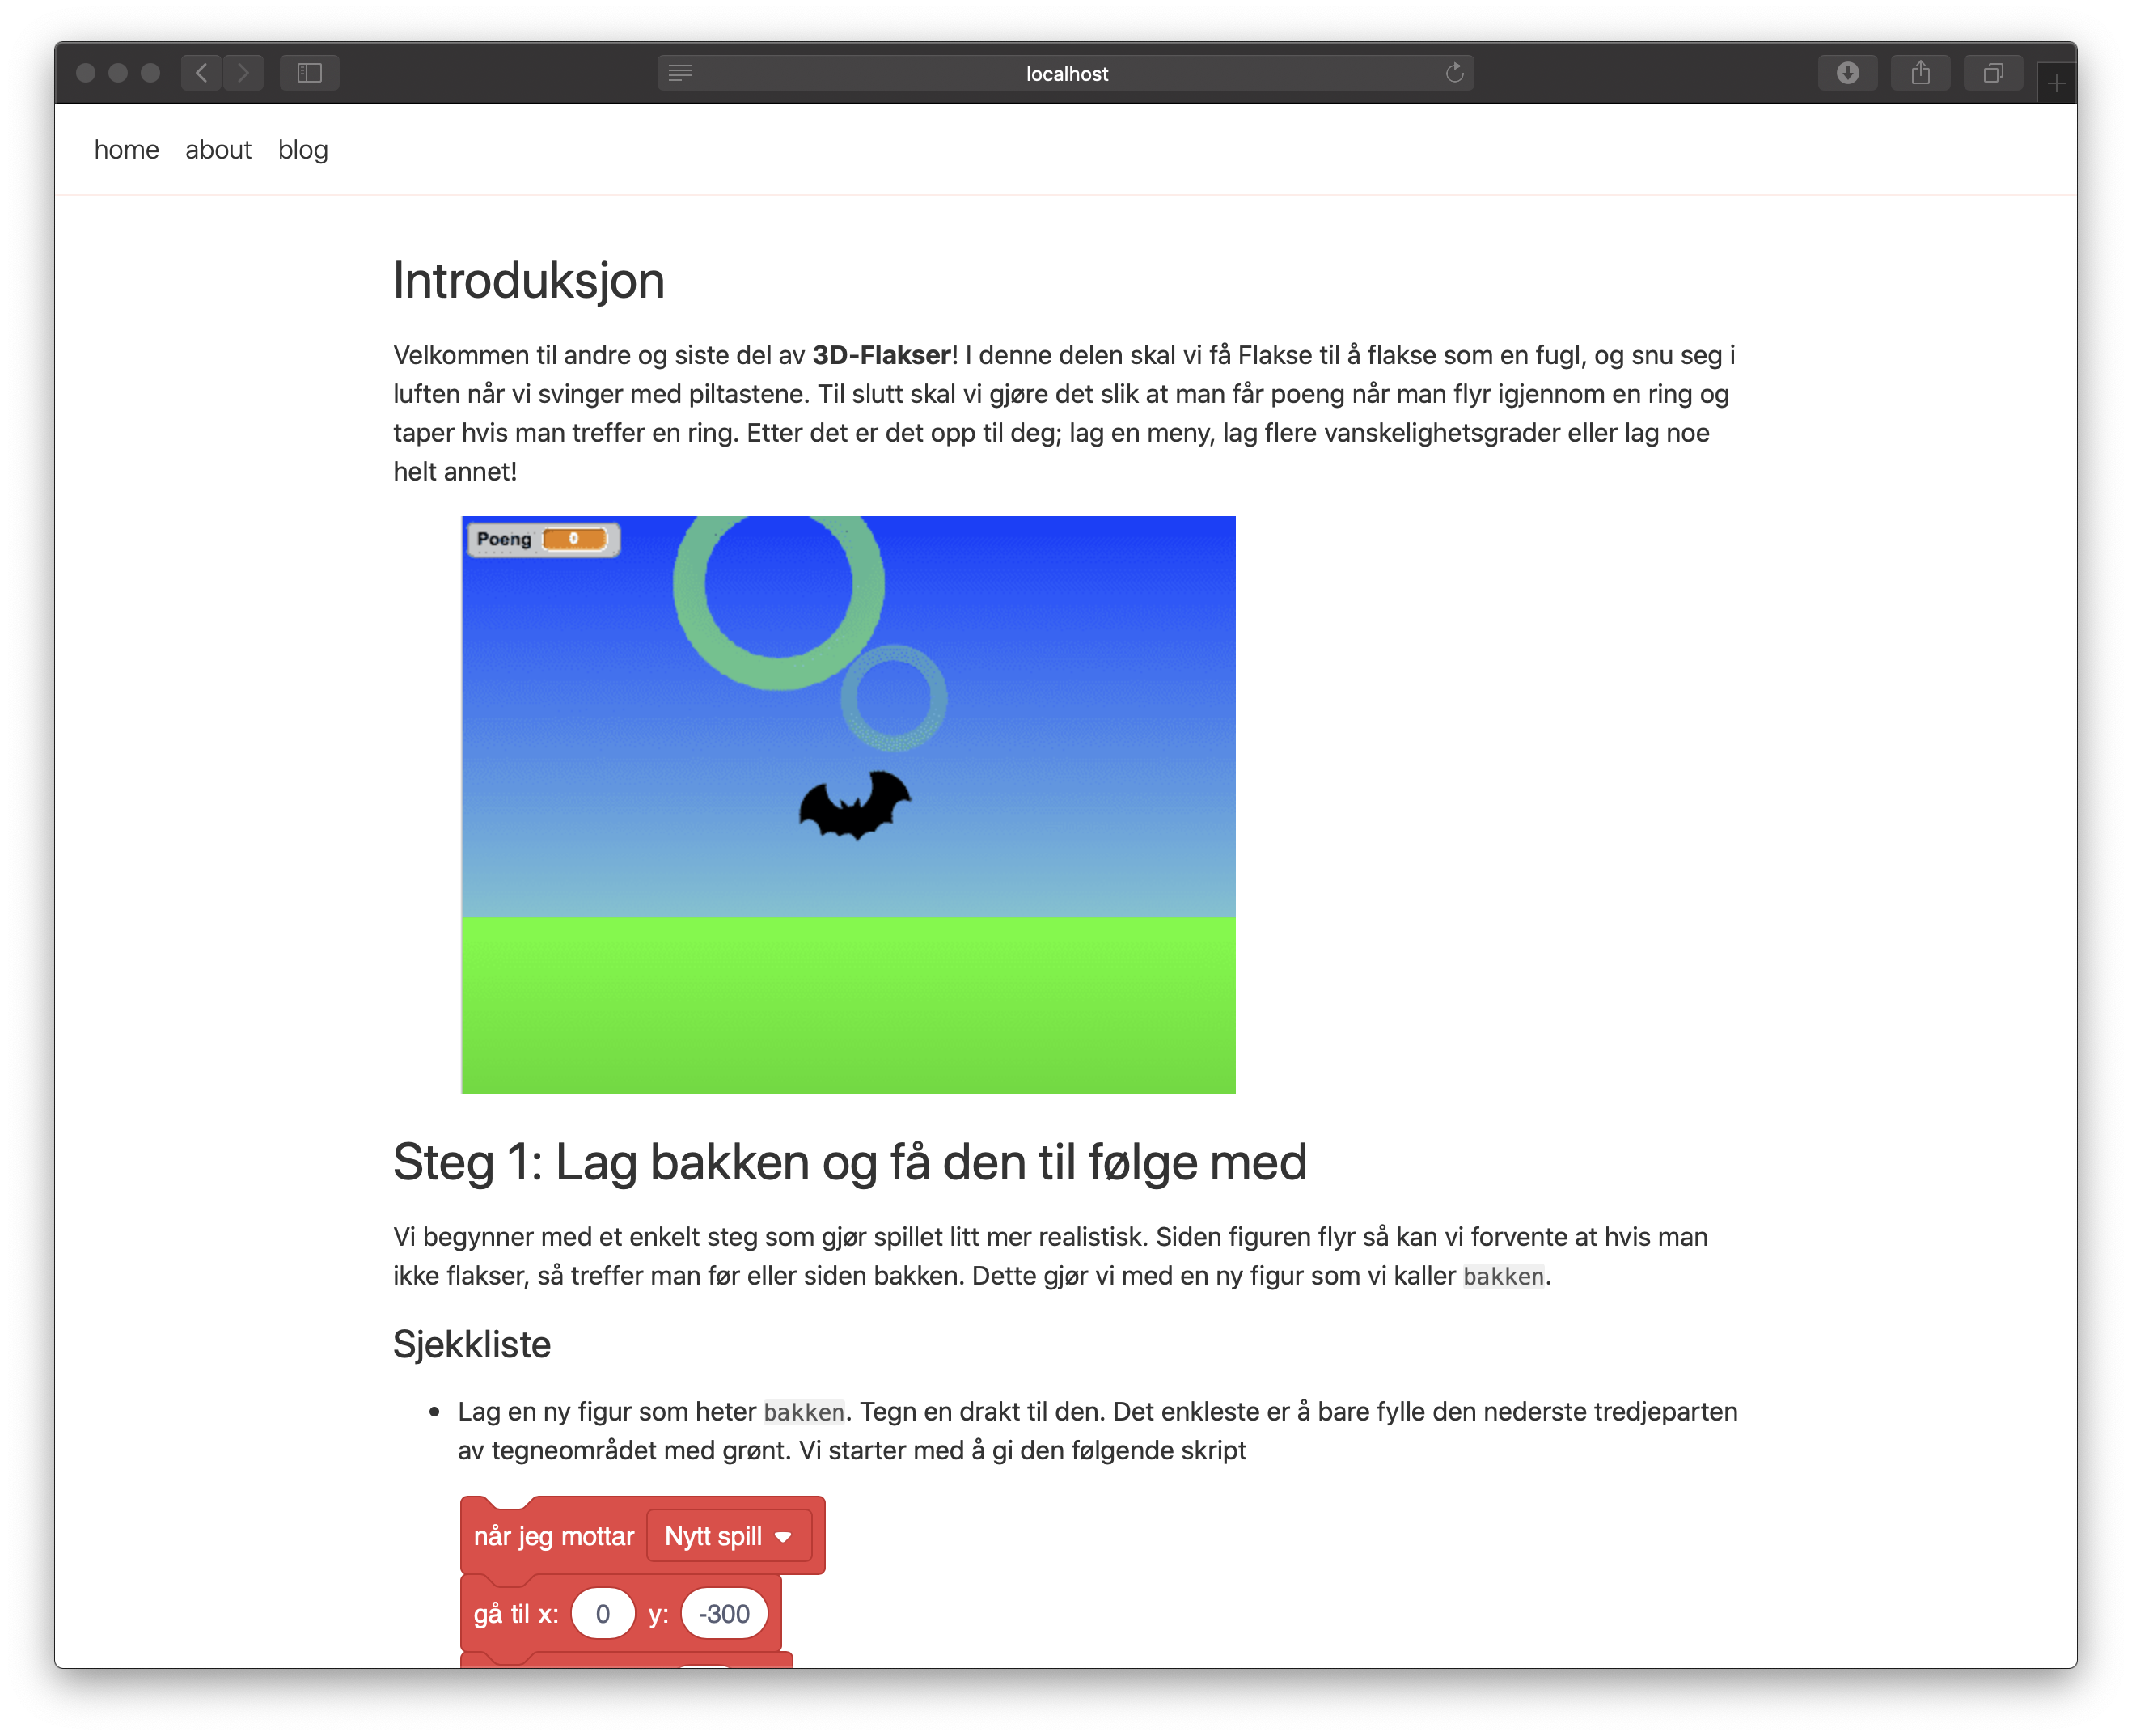 localhost
home about blog
Introduksjon
Velkommen til andre og siste del av 3D-Flakser! I denne delen skal vi få Flakse til å flakse som en fugl, og snu seg i
luften når vi svinger med piltastene. Til slutt skal vi gjøre det slik at man får poeng når man flyr igjennom en ring og
taper hvis man treffer en ring. Etter det er det opp til deg; lag en meny, lag flere vanskelighetsgrader eller lag noe
helt annet!
Poeng 0
Steg 1: Lag bakken og få den til følge med
Vi begynner med et enkelt steg som gjør spillet litt mer realistisk. Siden figuren flyr så kan vi forvente at hvis man
ikke flakser, så treffer man før eller siden bakken. Dette gjør vi med en ny figur som vi kaller bakken.
Sjekkliste
• Lag en ny figur som heter bakken. Tegn en drakt til den. Det enkleste er å bare fylle den nederste tredjeparten
av tegneområdet med grønt. Vi starter med å gi den følgende skript
når jeg mottar Nytt spill
gå til x: 0 y: -300